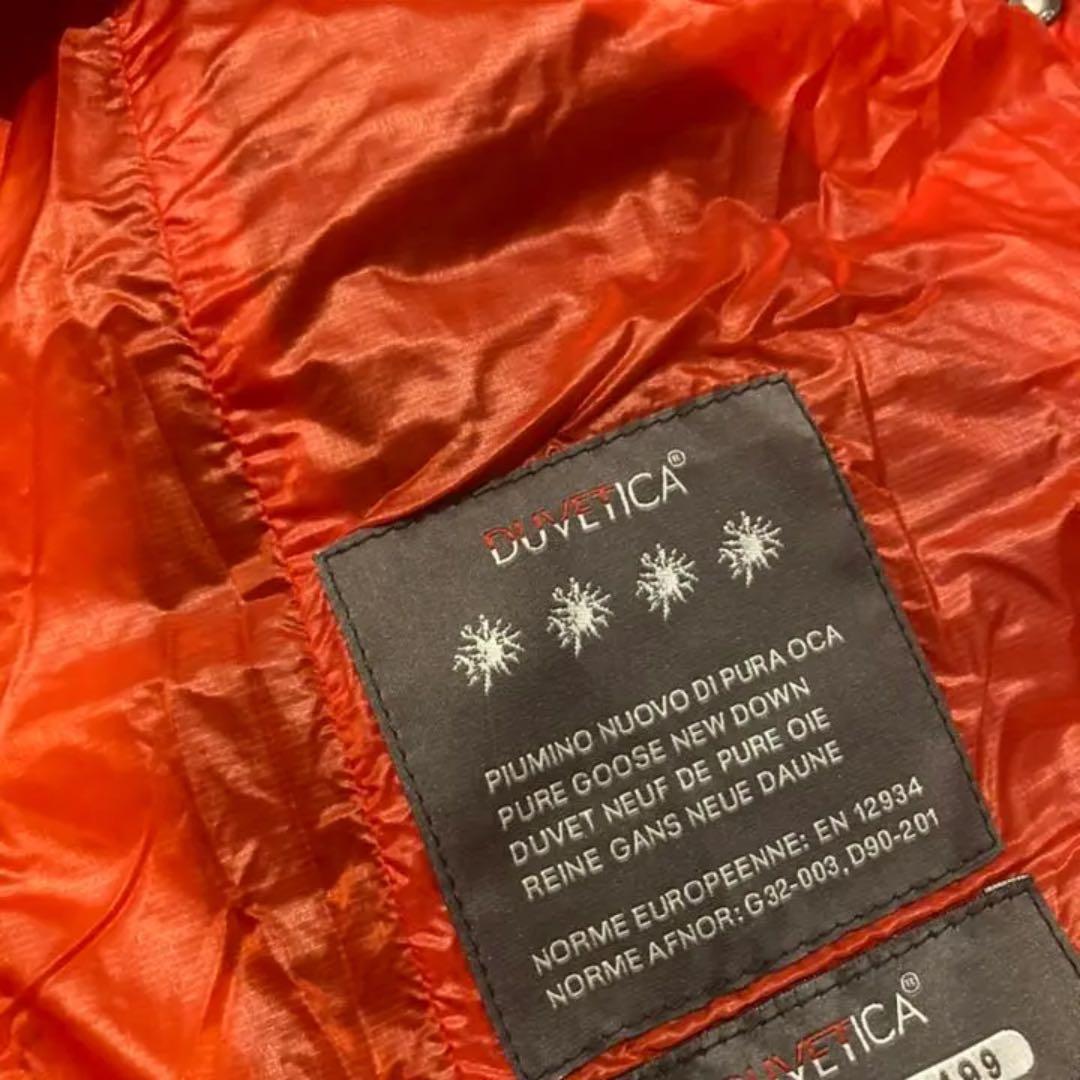 DUVETICA®
PIUMINO NUOVO DI PURA OCA
PURE GOOSE NEW DOWN
DUVET NEUF DE PURE OIE
REINE GANS NEUE DAUNE
NORME EUROPEENNE: EN 12934
NORME AFNOR: G32-003, D90-201
DUVETICA®
199